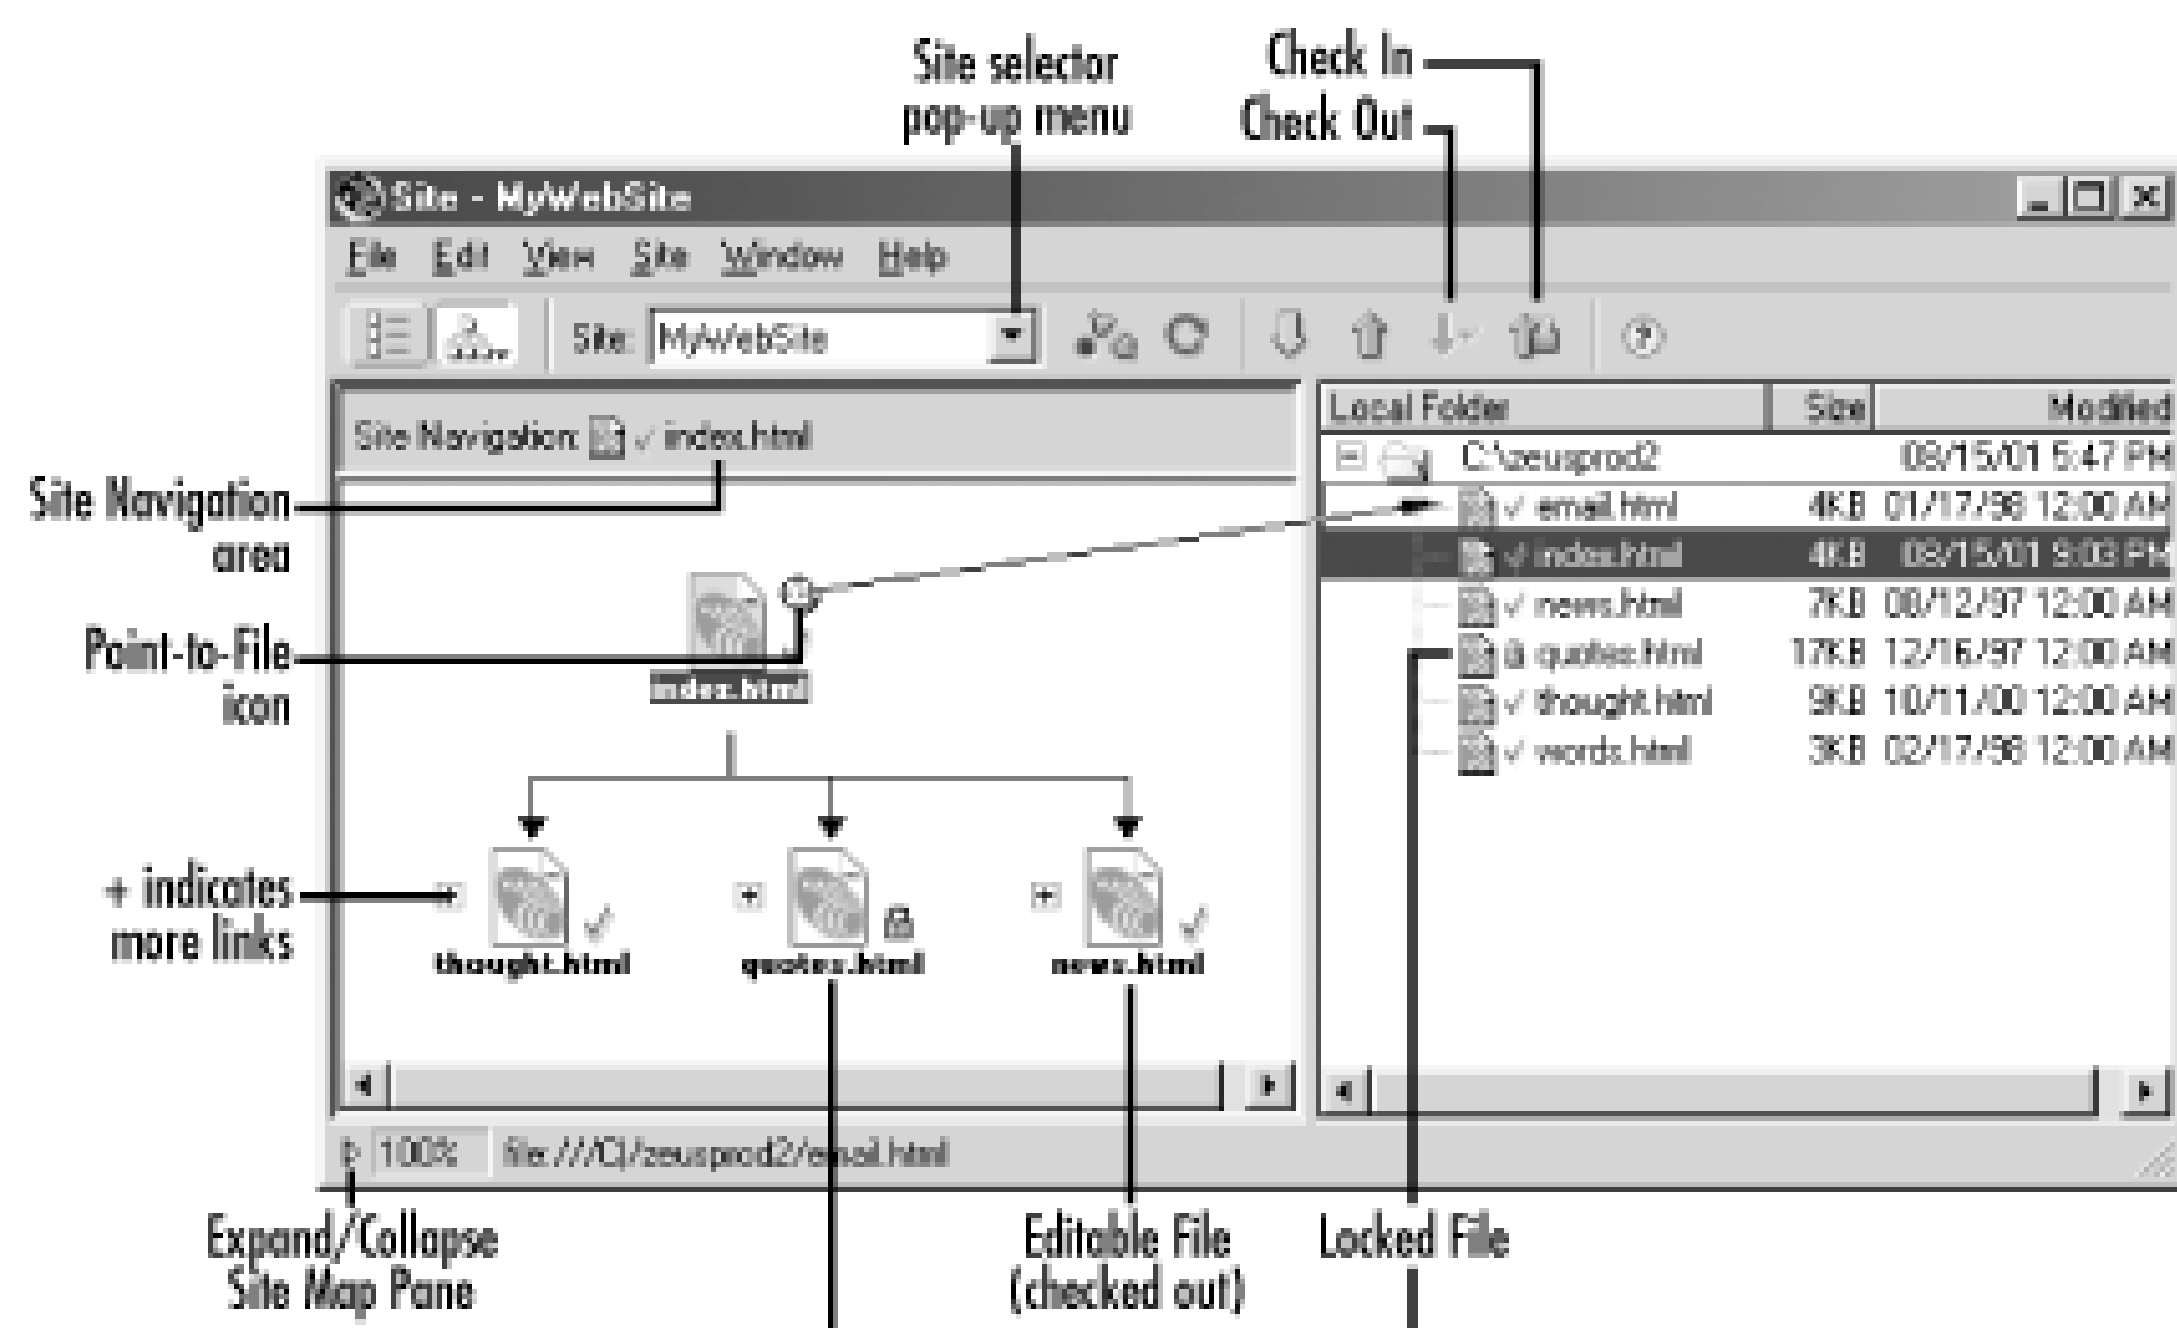 Site selector
pop-up menu
Check In
Check Out
Site - MyWebSite
File Edit View Site Window Help
Site: MyWebSite
Site Navigation: index.html
Local Folder Size Modified
C:\zeusprod2 08/15/01 5:47 PM
email.html 4KB 01/17/98 12:00 AM
index.html 4KB 08/15/01 9:03 PM
news.html 7KB 08/12/97 12:00 AM
quotes.html 17KB 12/16/97 12:00 AM
thought.html 9KB 10/11/00 12:00 AM
words.html 3KB 02/17/98 12:00 AM
Site Navigation
area
Point-to-File
icon
index.html
+ indicates
more links
thought.html quotes.html news.html
100% file:///C|/zeusprod2/email.html
Expand/Collapse
Site Map Pane
Editable File
(checked out)
Locked File